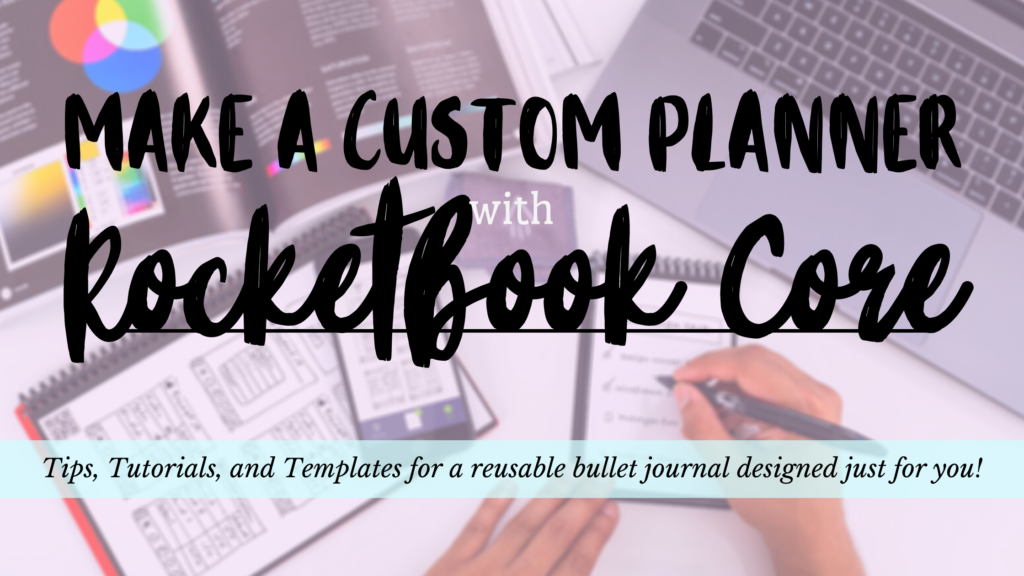 MAKE A CUSTOM PLANNER
with
Rocketbook Core
Tips, Tutorials, and Templates for a reusable bullet journal designed just for you!